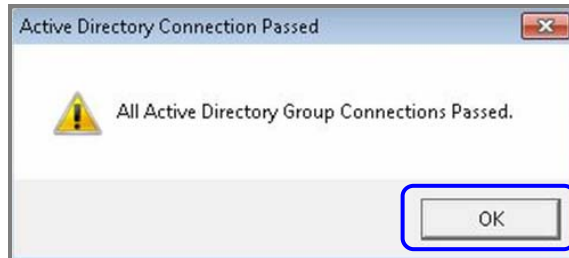 Active Directory Connection Passed
All Active Directory Group Connections Passed.
OK